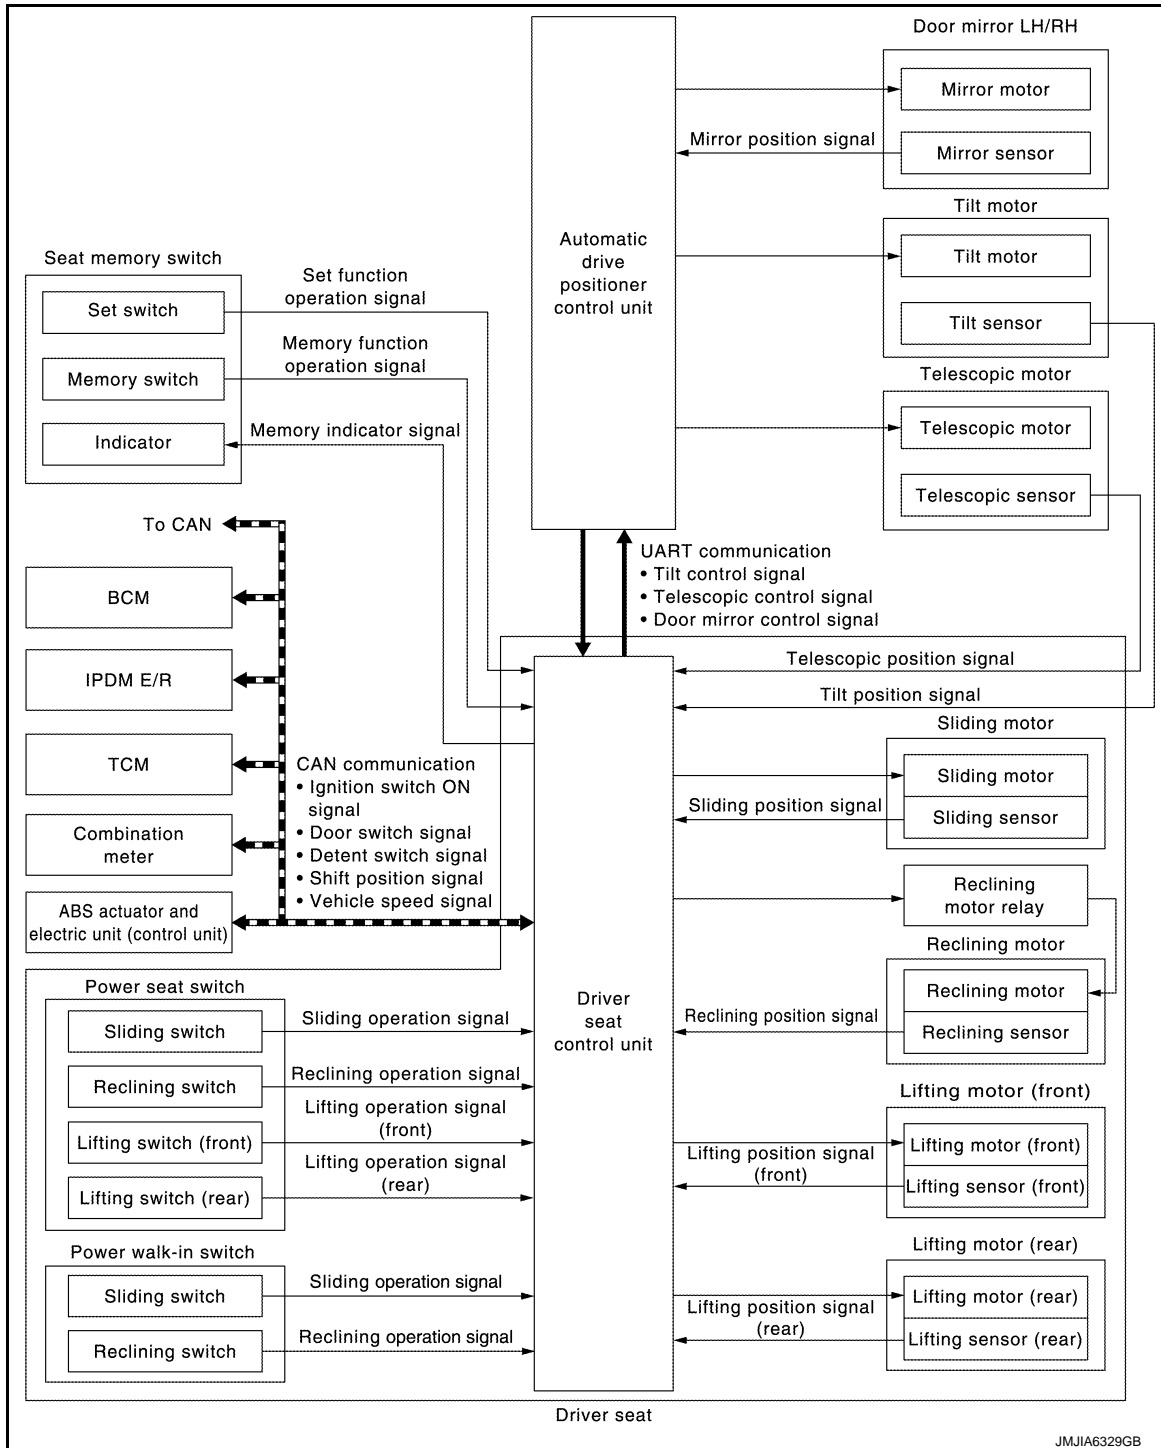 Door mirror LH/RH
Mirror motor
Mirror position signal
Mirror sensor
Tilt motor
Automatic
drive
positioner
control unit
Tilt motor
Tilt sensor
Seat memory switch
Set function
operation signal
Set switch
Memory function
operation signal
Memory switch
Memory indicator signal
Indicator
Telescopic motor
Telescopic motor
Telescopic sensor
To CAN
UART communication
• Tilt control signal
• Telescopic control signal
• Door mirror control signal
BCM
IPDM E/R
TCM
Combination
meter
ABS actuator and
electric unit (control unit)
CAN communication
• Ignition switch ON
signal
• Door switch signal
• Detent switch signal
• Shift position signal
• Vehicle speed signal
Telescopic position signal
Tilt position signal
Sliding motor
Sliding motor
Sliding position signal
Sliding sensor
Reclining
motor relay
Reclining motor
Reclining motor
Reclining position signal
Reclining sensor
Driver
seat
control unit
Power seat switch
Sliding switch
Sliding operation signal
Reclining switch
Reclining operation signal
Lifting operation signal
(front)
Lifting switch (front)
Lifting operation signal
(rear)
Lifting switch (rear)
Lifting motor (front)
Lifting motor (front)
Lifting position signal
(front)
Lifting sensor (front)
Power walk-in switch
Sliding switch
Sliding operation signal
Reclining switch
Reclining operation signal
Lifting motor (rear)
Lifting motor (rear)
Lifting position signal
(rear)
Lifting sensor (rear)
Driver seat
JMJIA6329GB